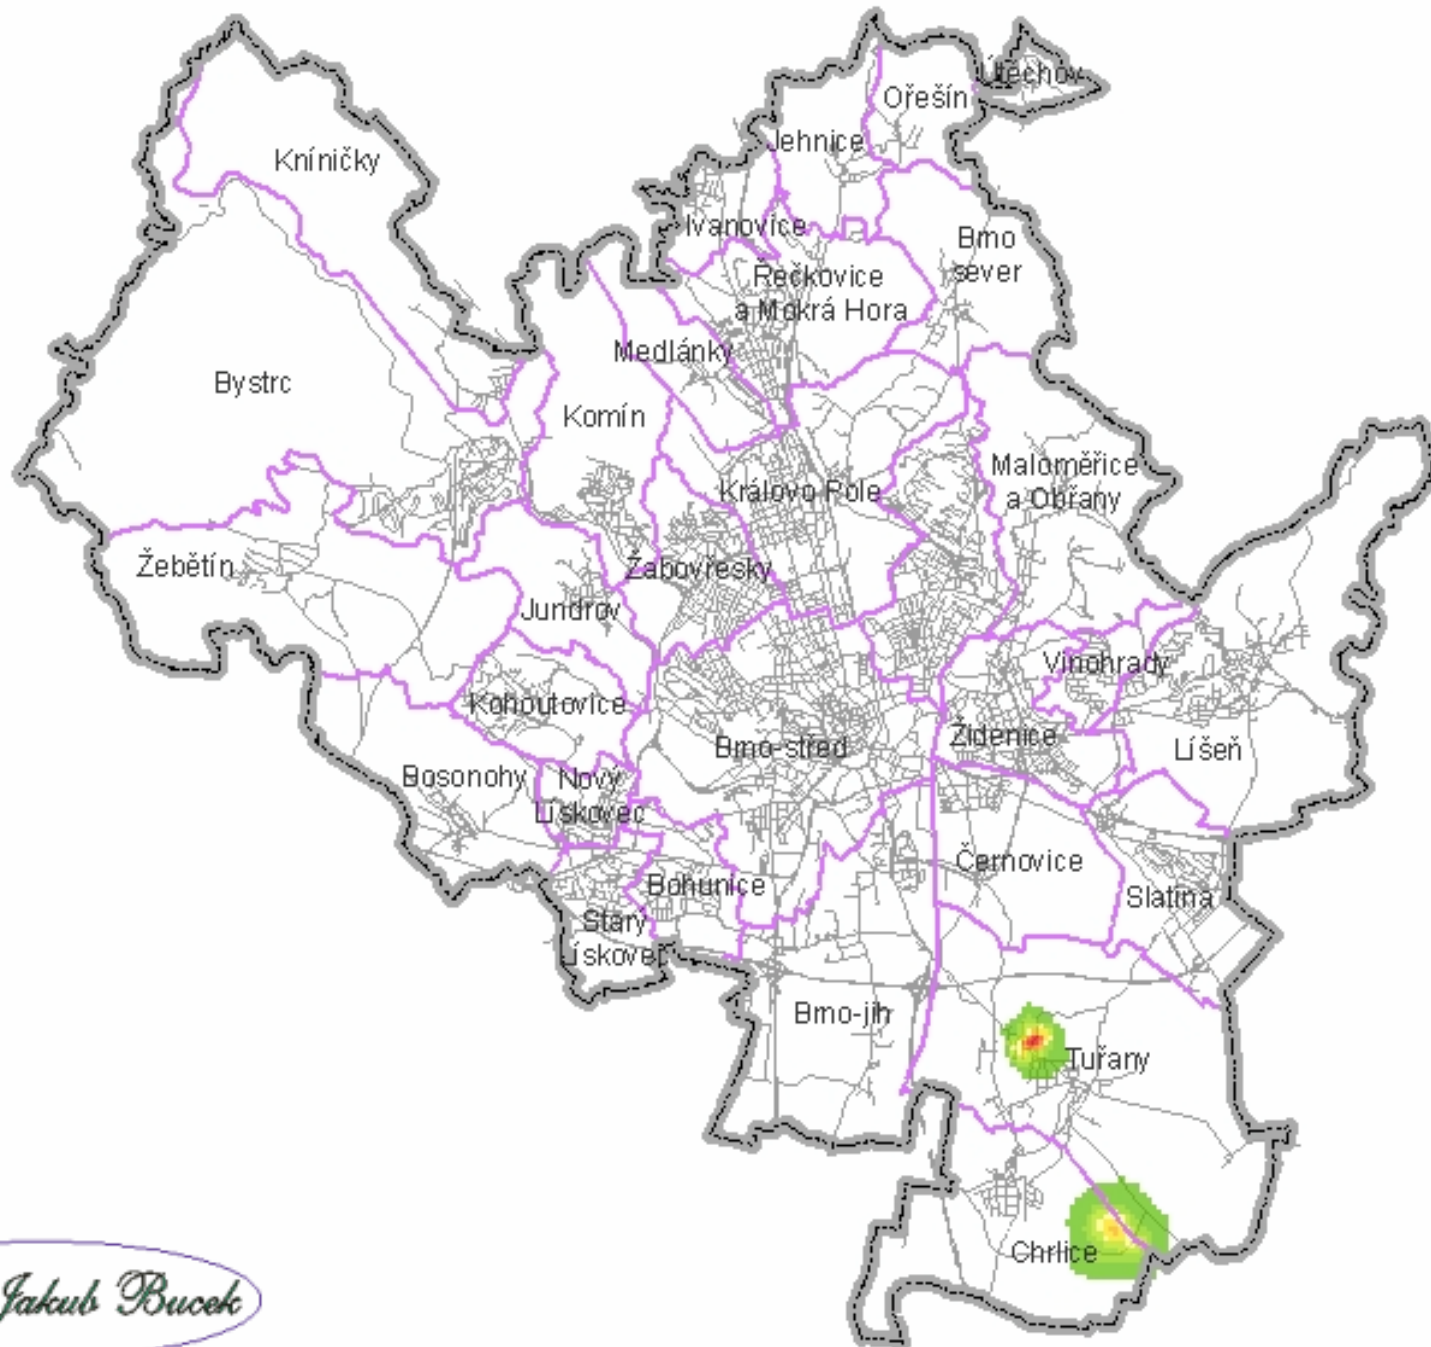 Útěchov
Ořešín
Jehnice
Kníničky
Ivanovice
Brno
sever
Řečkovice
a Mokrá Hora
Medlánky
Bystrc
Komín
Maloměřice
a Obřany
Královo Pole
Žebětín
Žabovřesky
Jundrov
Vinohrady
Kohoutovice
Brno-střed
Židenice
Líšeň
Bosonohy
Nový
Lískovec
Černovice
Bohunice
Slatina
Starý
Lískovec
Brno-jih
Tuřany
Chrlice
Jakub Bucek